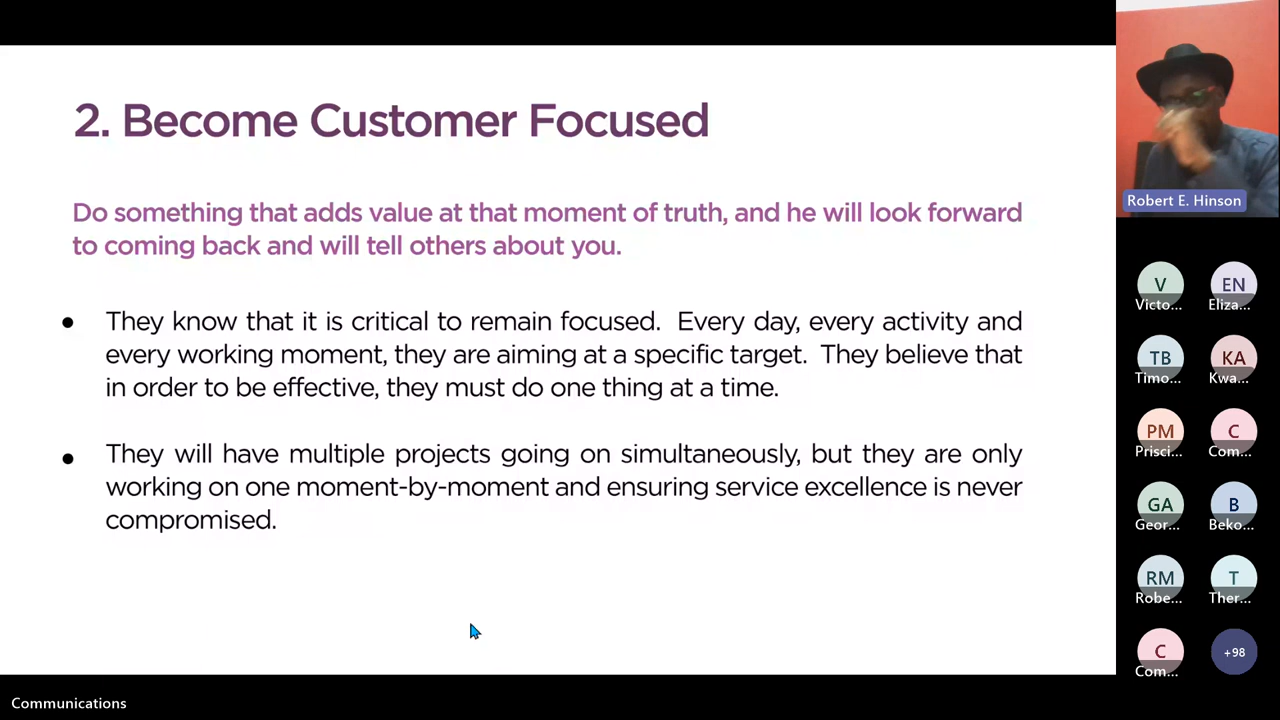 2. Become Customer Focused
Do something that adds value at that moment of truth, and he will look forward
to coming back and will tell others about you.
● They know that it is critical to remain focused. Every day, every activity and
every working moment, they are aiming at a specific target. They believe that
in order to be effective, they must do one thing at a time.
● They will have multiple projects going on simultaneously, but they are only
working on one moment-by-moment and ensuring service excellence is never
compromised.
Robert E. Hinson
V EN
Victo... Eliza...
TB KA
Timo... Kwa...
PM C
Prisci... Com...
GA B
Geor... Beko...
RM T
Robe... Ther...
C +98
Com...
Communications